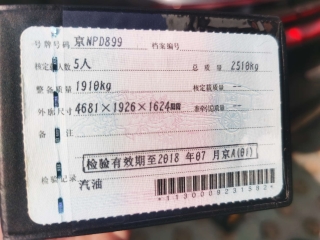 号牌号码 京NPD899 档案编号
核定载人数 5人 总 质 量 2510kg
整备质量 1910kg 核定载质量 --
外廓尺寸 4681×1926×1624mm 准牵引总质量 --
备 注
检验有效期至2018 年07 月京A(01)
检验记录
汽油
*1130009231592*